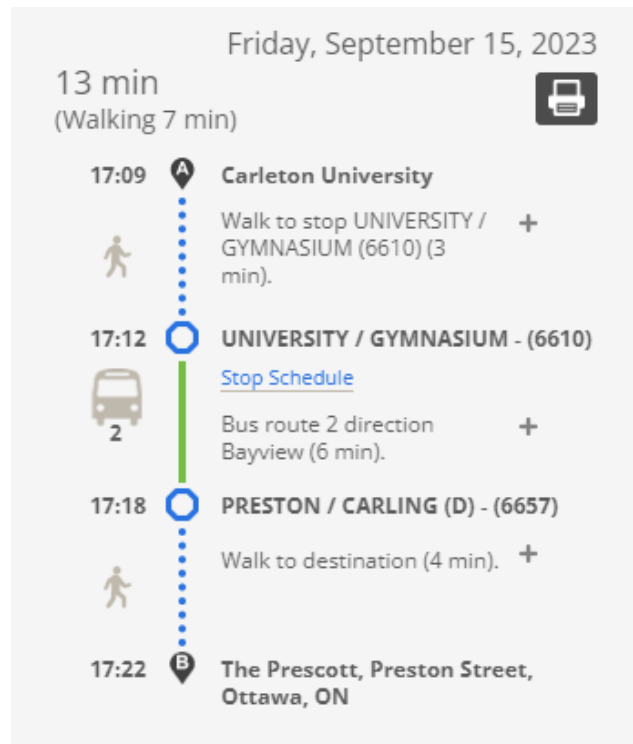 Friday, September 15, 2023
13 min
(Walking 7 min)
17:09 A Carleton University
Walk to stop UNIVERSITY / +
GYMNASIUM (6610) (3
min).
17:12 UNIVERSITY / GYMNASIUM - (6610)
Stop Schedule
2
Bus route 2 direction +
Bayview (6 min).
17:18 PRESTON / CARLING (D) - (6657)
Walk to destination (4 min). +
17:22 B The Prescott, Preston Street,
Ottawa, ON